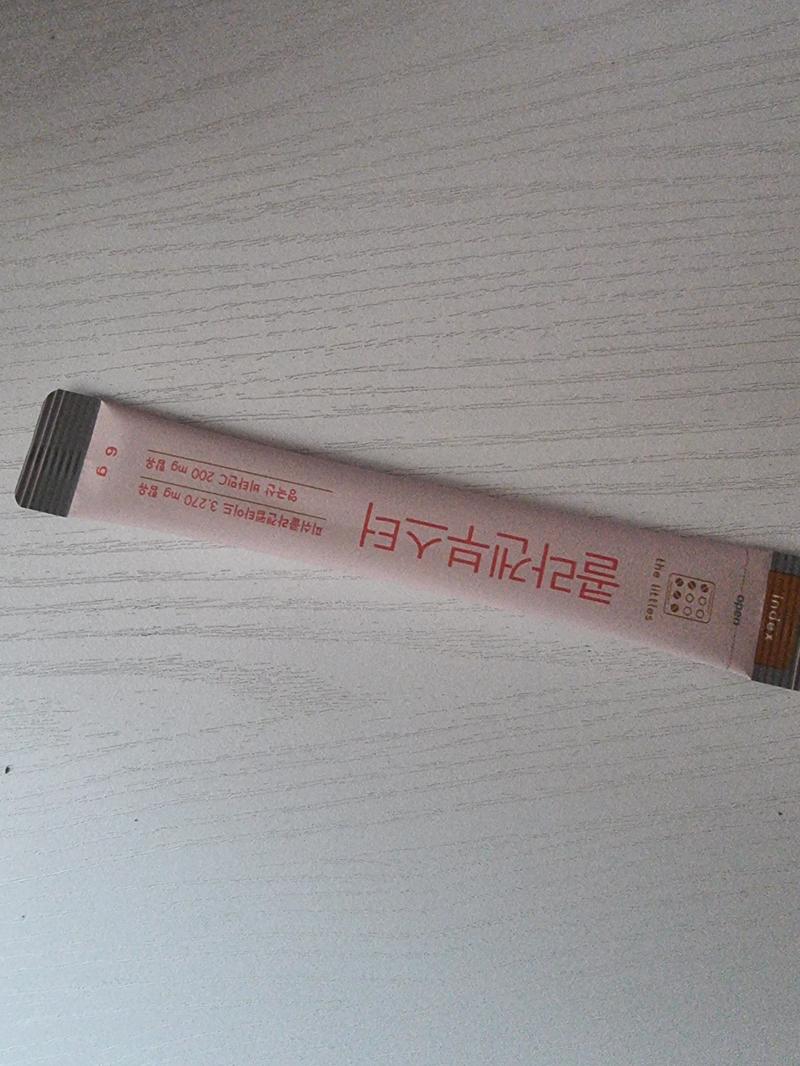 index
open
the littles
콜라겐부스터
피쉬콜라겐펩타이드 3,270 mg 함유
영국산 비타민C 200 mg 함유
6 g